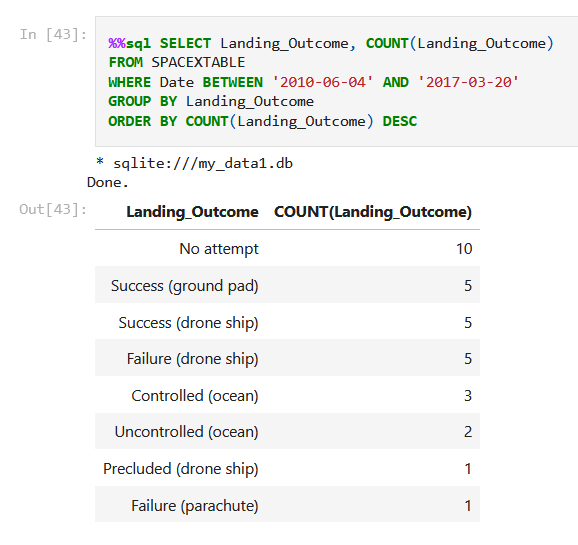 In [43]: %%sql SELECT Landing_Outcome, COUNT(Landing_Outcome)
FROM SPACEXTABLE
WHERE Date BETWEEN '2010-06-04' AND '2017-03-20'
GROUP BY Landing_Outcome
ORDER BY COUNT(Landing_Outcome) DESC
* sqlite:///my_data1.db
Done.
Out[43]: Landing_Outcome COUNT(Landing_Outcome)
No attempt 10
Success (ground pad) 5
Success (drone ship) 5
Failure (drone ship) 5
Controlled (ocean) 3
Uncontrolled (ocean) 2
Precluded (drone ship) 1
Failure (parachute) 1